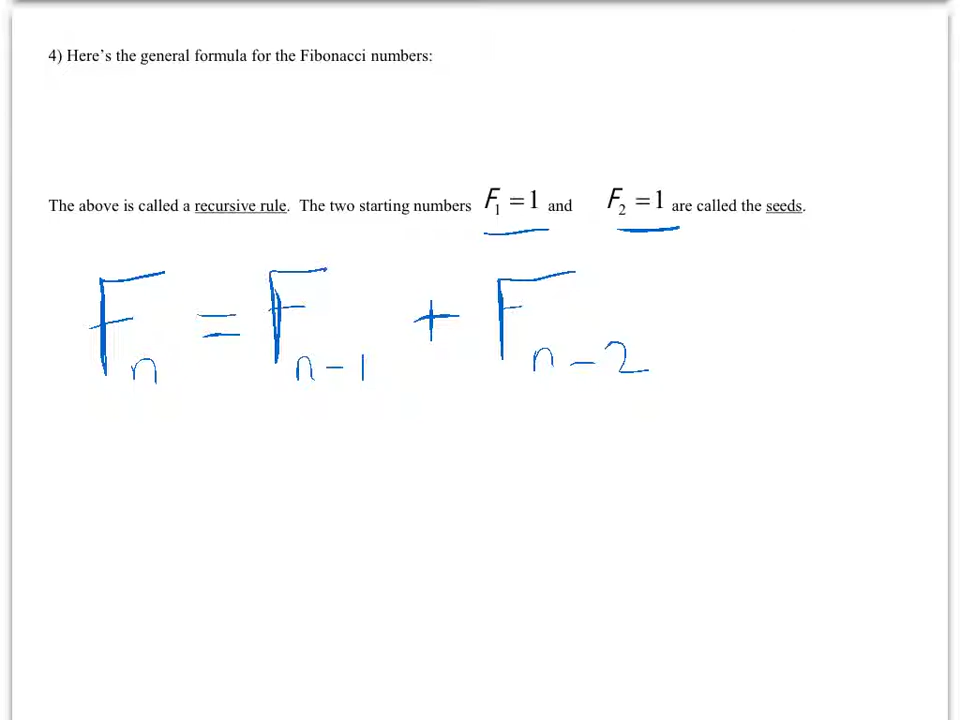 4) Here's the general formula for the Fibonacci numbers:
The above is called a recursive rule. The two starting numbers F₁ = 1 and F₂ = 1 are called the seeds.
Fₙ = Fₙ₋₁ + Fₙ₋₂